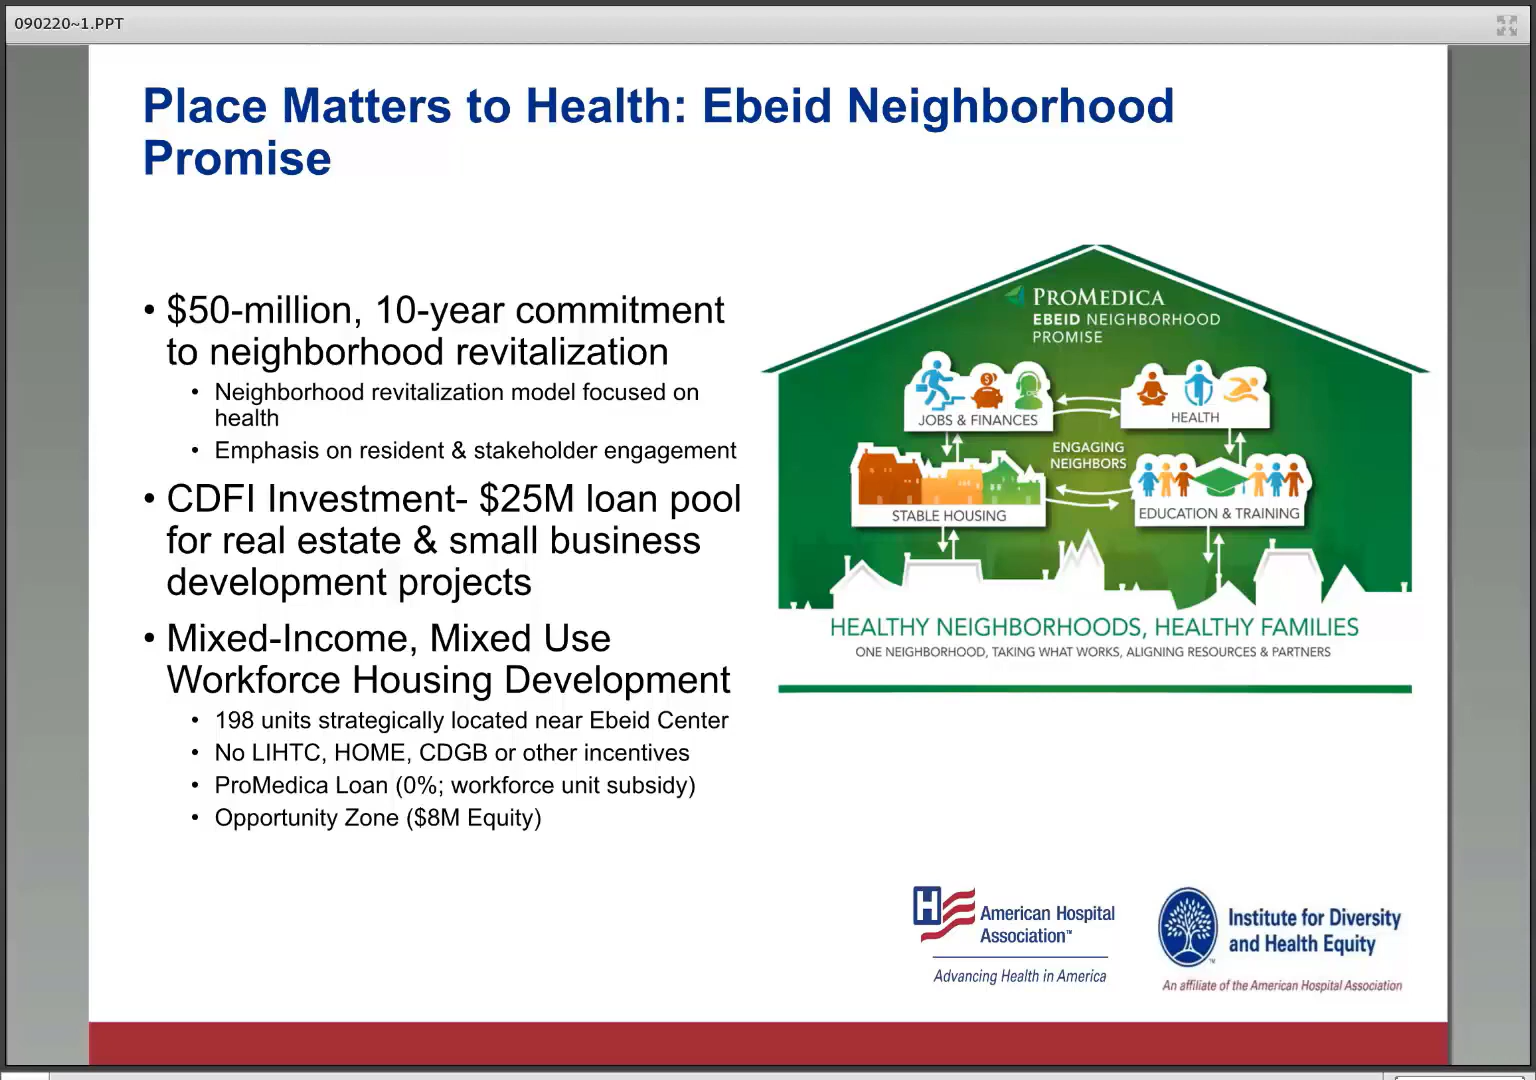 090220~1.PPT
Place Matters to Health: Ebeid Neighborhood
Promise
• $50-million, 10-year commitment
to neighborhood revitalization
• Neighborhood revitalization model focused on
health
• Emphasis on resident & stakeholder engagement
• CDFI Investment- $25M loan pool
for real estate & small business
development projects
• Mixed-Income, Mixed Use
Workforce Housing Development
• 198 units strategically located near Ebeid Center
• No LIHTC, HOME, CDGB or other incentives
• ProMedica Loan (0%; workforce unit subsidy)
• Opportunity Zone ($8M Equity)
PROMEDICA
EBEID NEIGHBORHOOD
PROMISE
JOBS & FINANCES
HEALTH
ENGAGING
NEIGHBORS
STABLE HOUSING
EDUCATION & TRAINING
HEALTHY NEIGHBORHOODS, HEALTHY FAMILIES
ONE NEIGHBORHOOD, TAKING WHAT WORKS, ALIGNING RESOURCES & PARTNERS
H
American Hospital
Association™
Advancing Health in America
Institute for Diversity
and Health Equity
An affiliate of the American Hospital Association